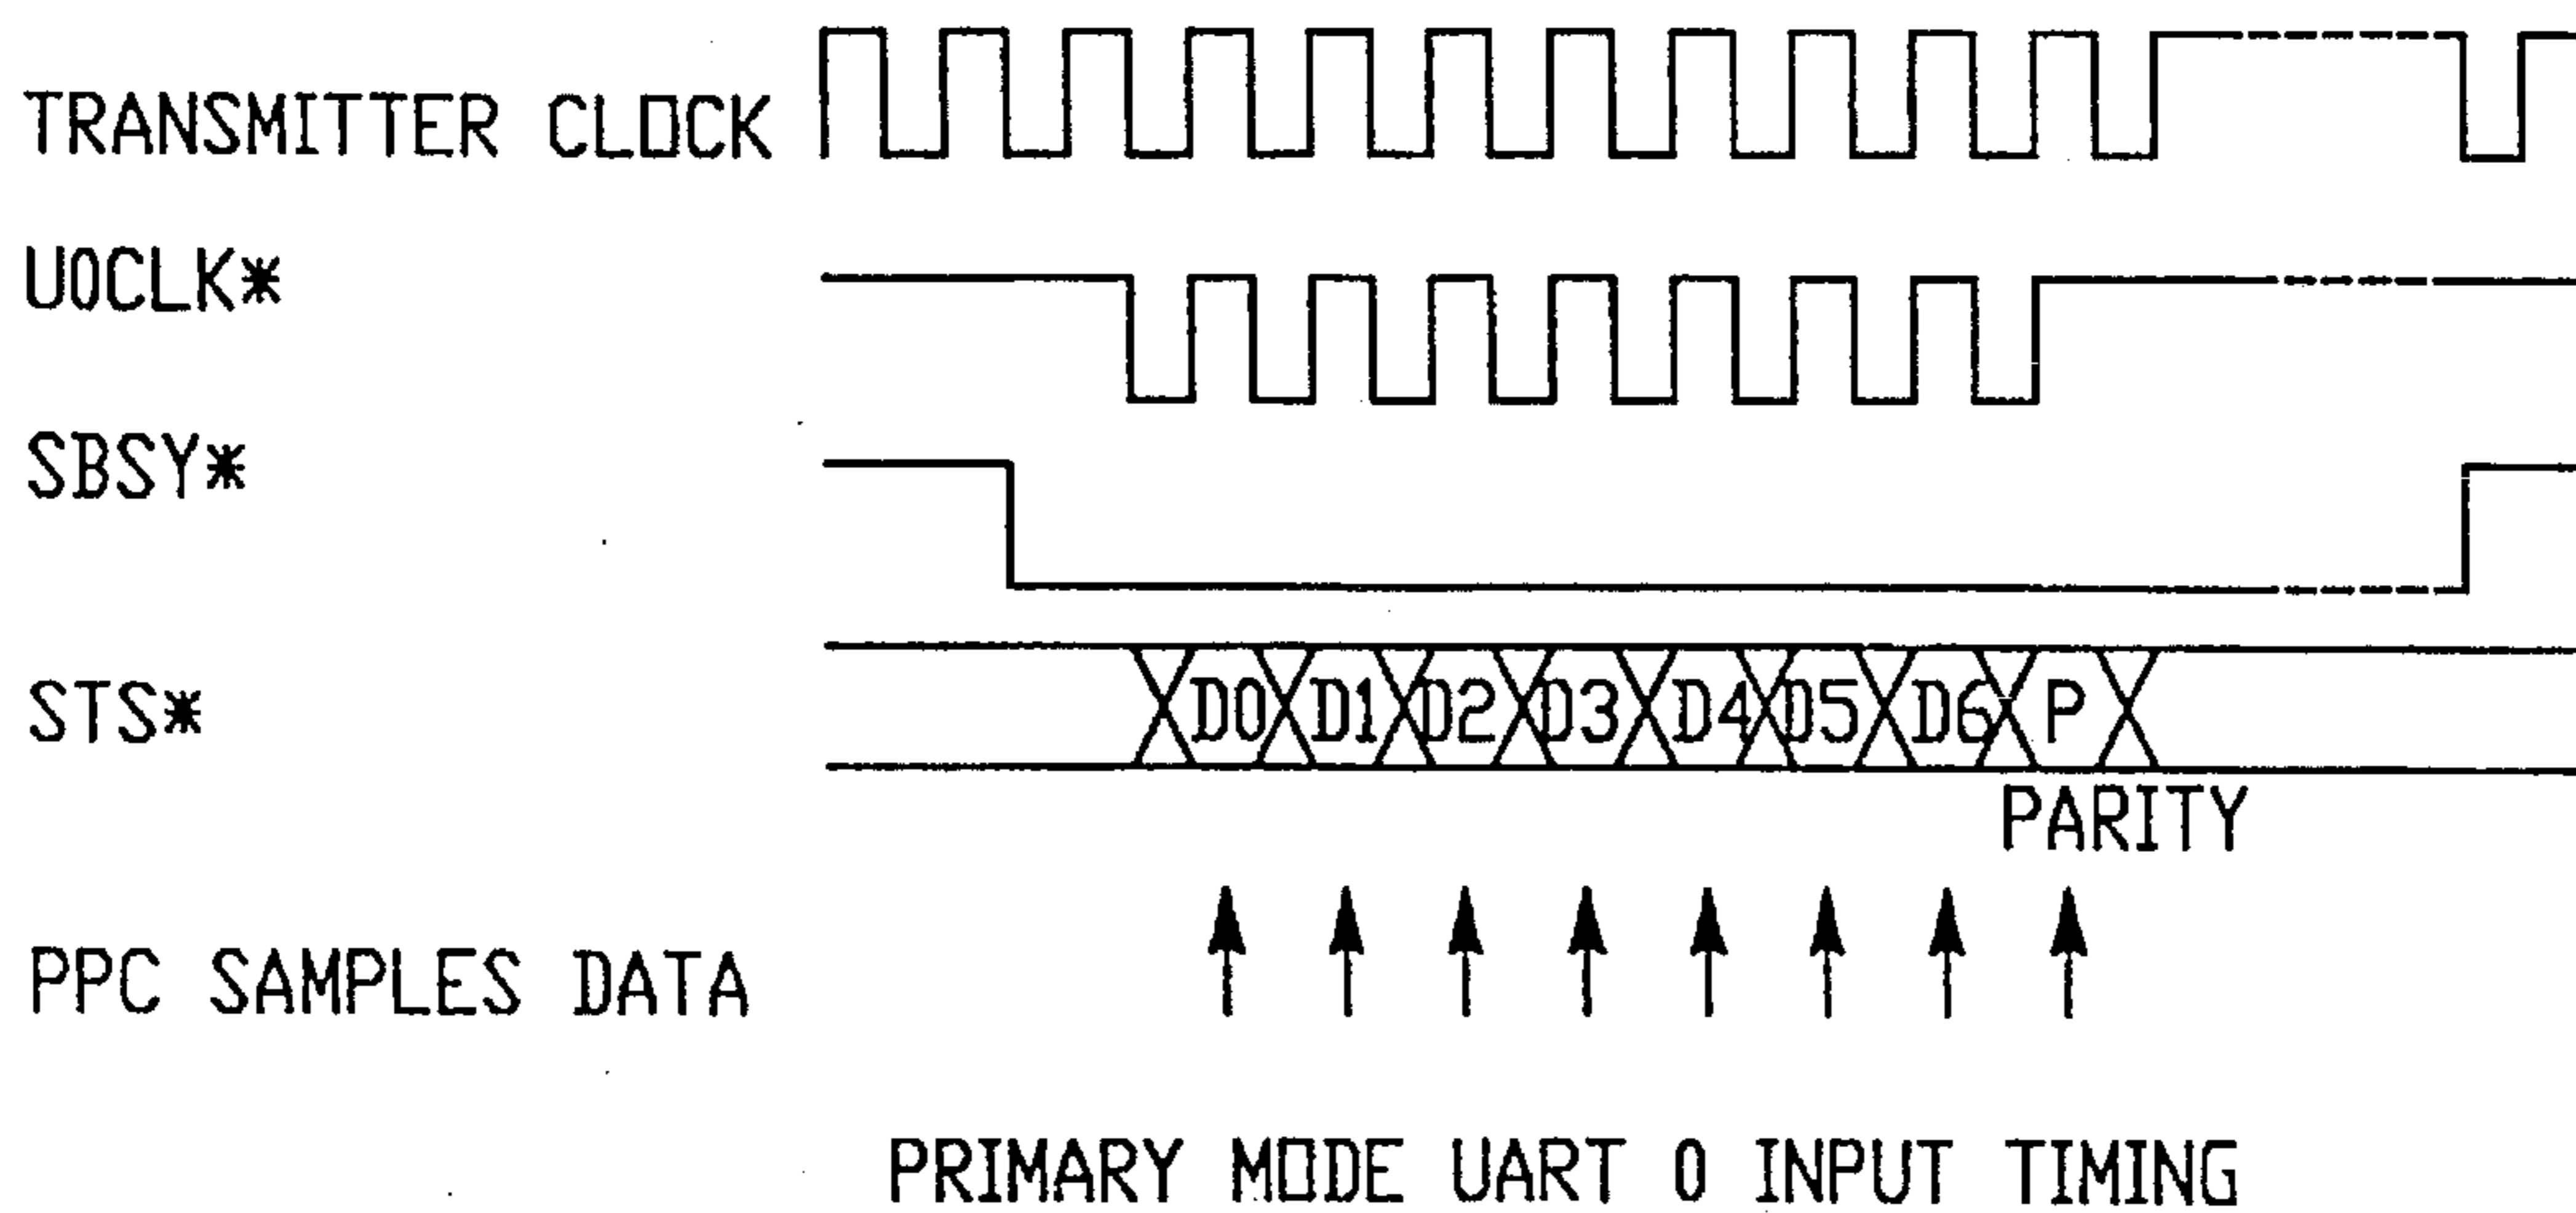 TRANSMITTER CLOCK
U0CLK*
SBSY*
STS*
D0 D1 D2 D3 D4 D5 D6 P
PARITY
PPC SAMPLES DATA
PRIMARY MODE UART 0 INPUT TIMING